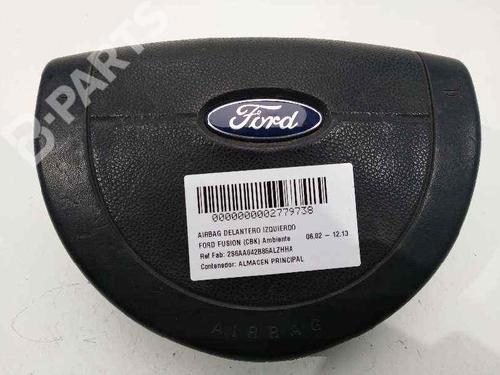 B-PARTS
Ford
0000000002779738
AIRBAG DELANTERO IZQUIERDO
FORD FUSION (CBK) Ambiente 08.02 – 12.13
Ref Fab: 2S6AA042B85ALZHHA
Contenedor: ALMACEN PRINCIPAL
AIRBAG